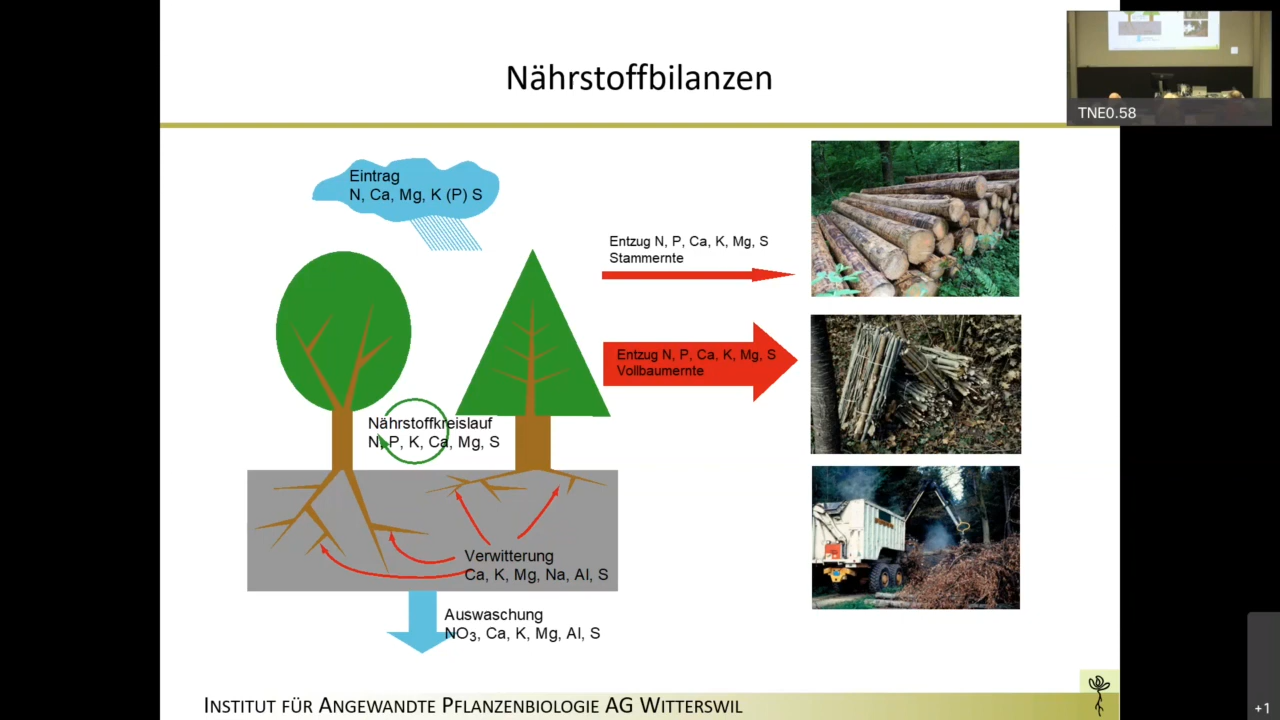 Nährstoffbilanzen
TNE0.58
Eintrag
N, Ca, Mg, K (P) S
Entzug N, P, Ca, K, Mg, S
Stammernte
Entzug N, P, Ca, K, Mg, S
Vollbaumernte
Nährstoffkreislauf
N, P, K, Ca, Mg, S
Verwitterung
Ca, K, Mg, Na, Al, S
Auswaschung
NO3, Ca, K, Mg, Al, S
INSTITUT FÜR ANGEWANDTE PFLANZENBIOLOGIE AG WITTERSWIL
+1